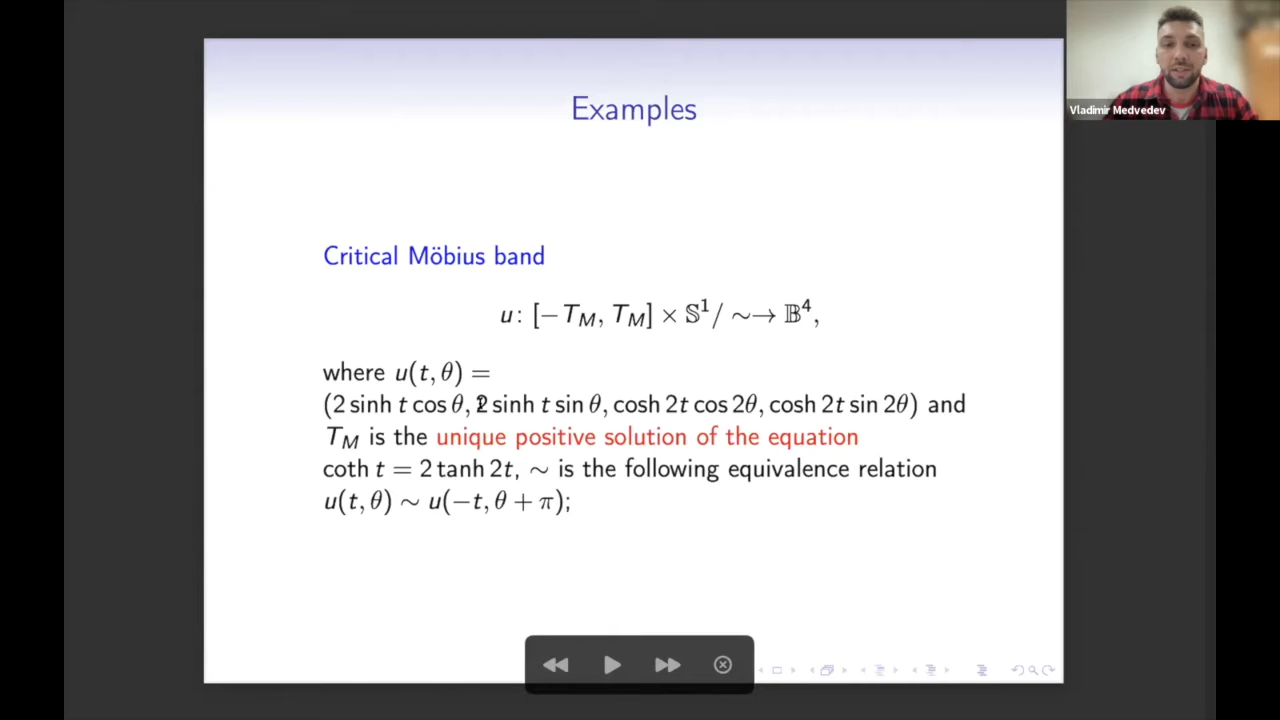 Examples
Vladimir Medvedev
Critical Möbius band
u: [−T_M, T_M] × 𝕊¹/ ∼→ 𝔹⁴,
where u(t, θ) =
(2 sinh t cos θ, 2 sinh t sin θ, cosh 2t cos 2θ, cosh 2t sin 2θ) and
T_M is the unique positive solution of the equation
coth t = 2 tanh 2t, ∼ is the following equivalence relation
u(t, θ) ∼ u(−t, θ + π);